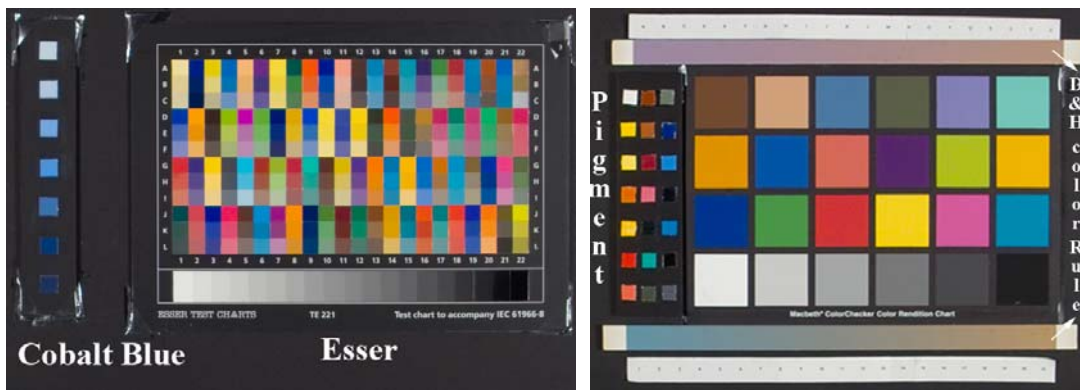 1 2 3 4 5 6 7 8 9 10 11 12 13 14 15 16 17 18 19 20 21 22
A A
B B
C C
D D
E E
F F
G G
H H
I I
J J
K K
L L
1 2 3 4 5 6 7 8 9 10 11 12 13 14 15 16 17 18 19 20 21 22
ESSER TEST CHARTS TE 221 Test chart to accompany IEC 61966-8
Cobalt Blue Esser
Pigment
Macbeth® ColorChecker Color Rendition Chart
B & H color Rule